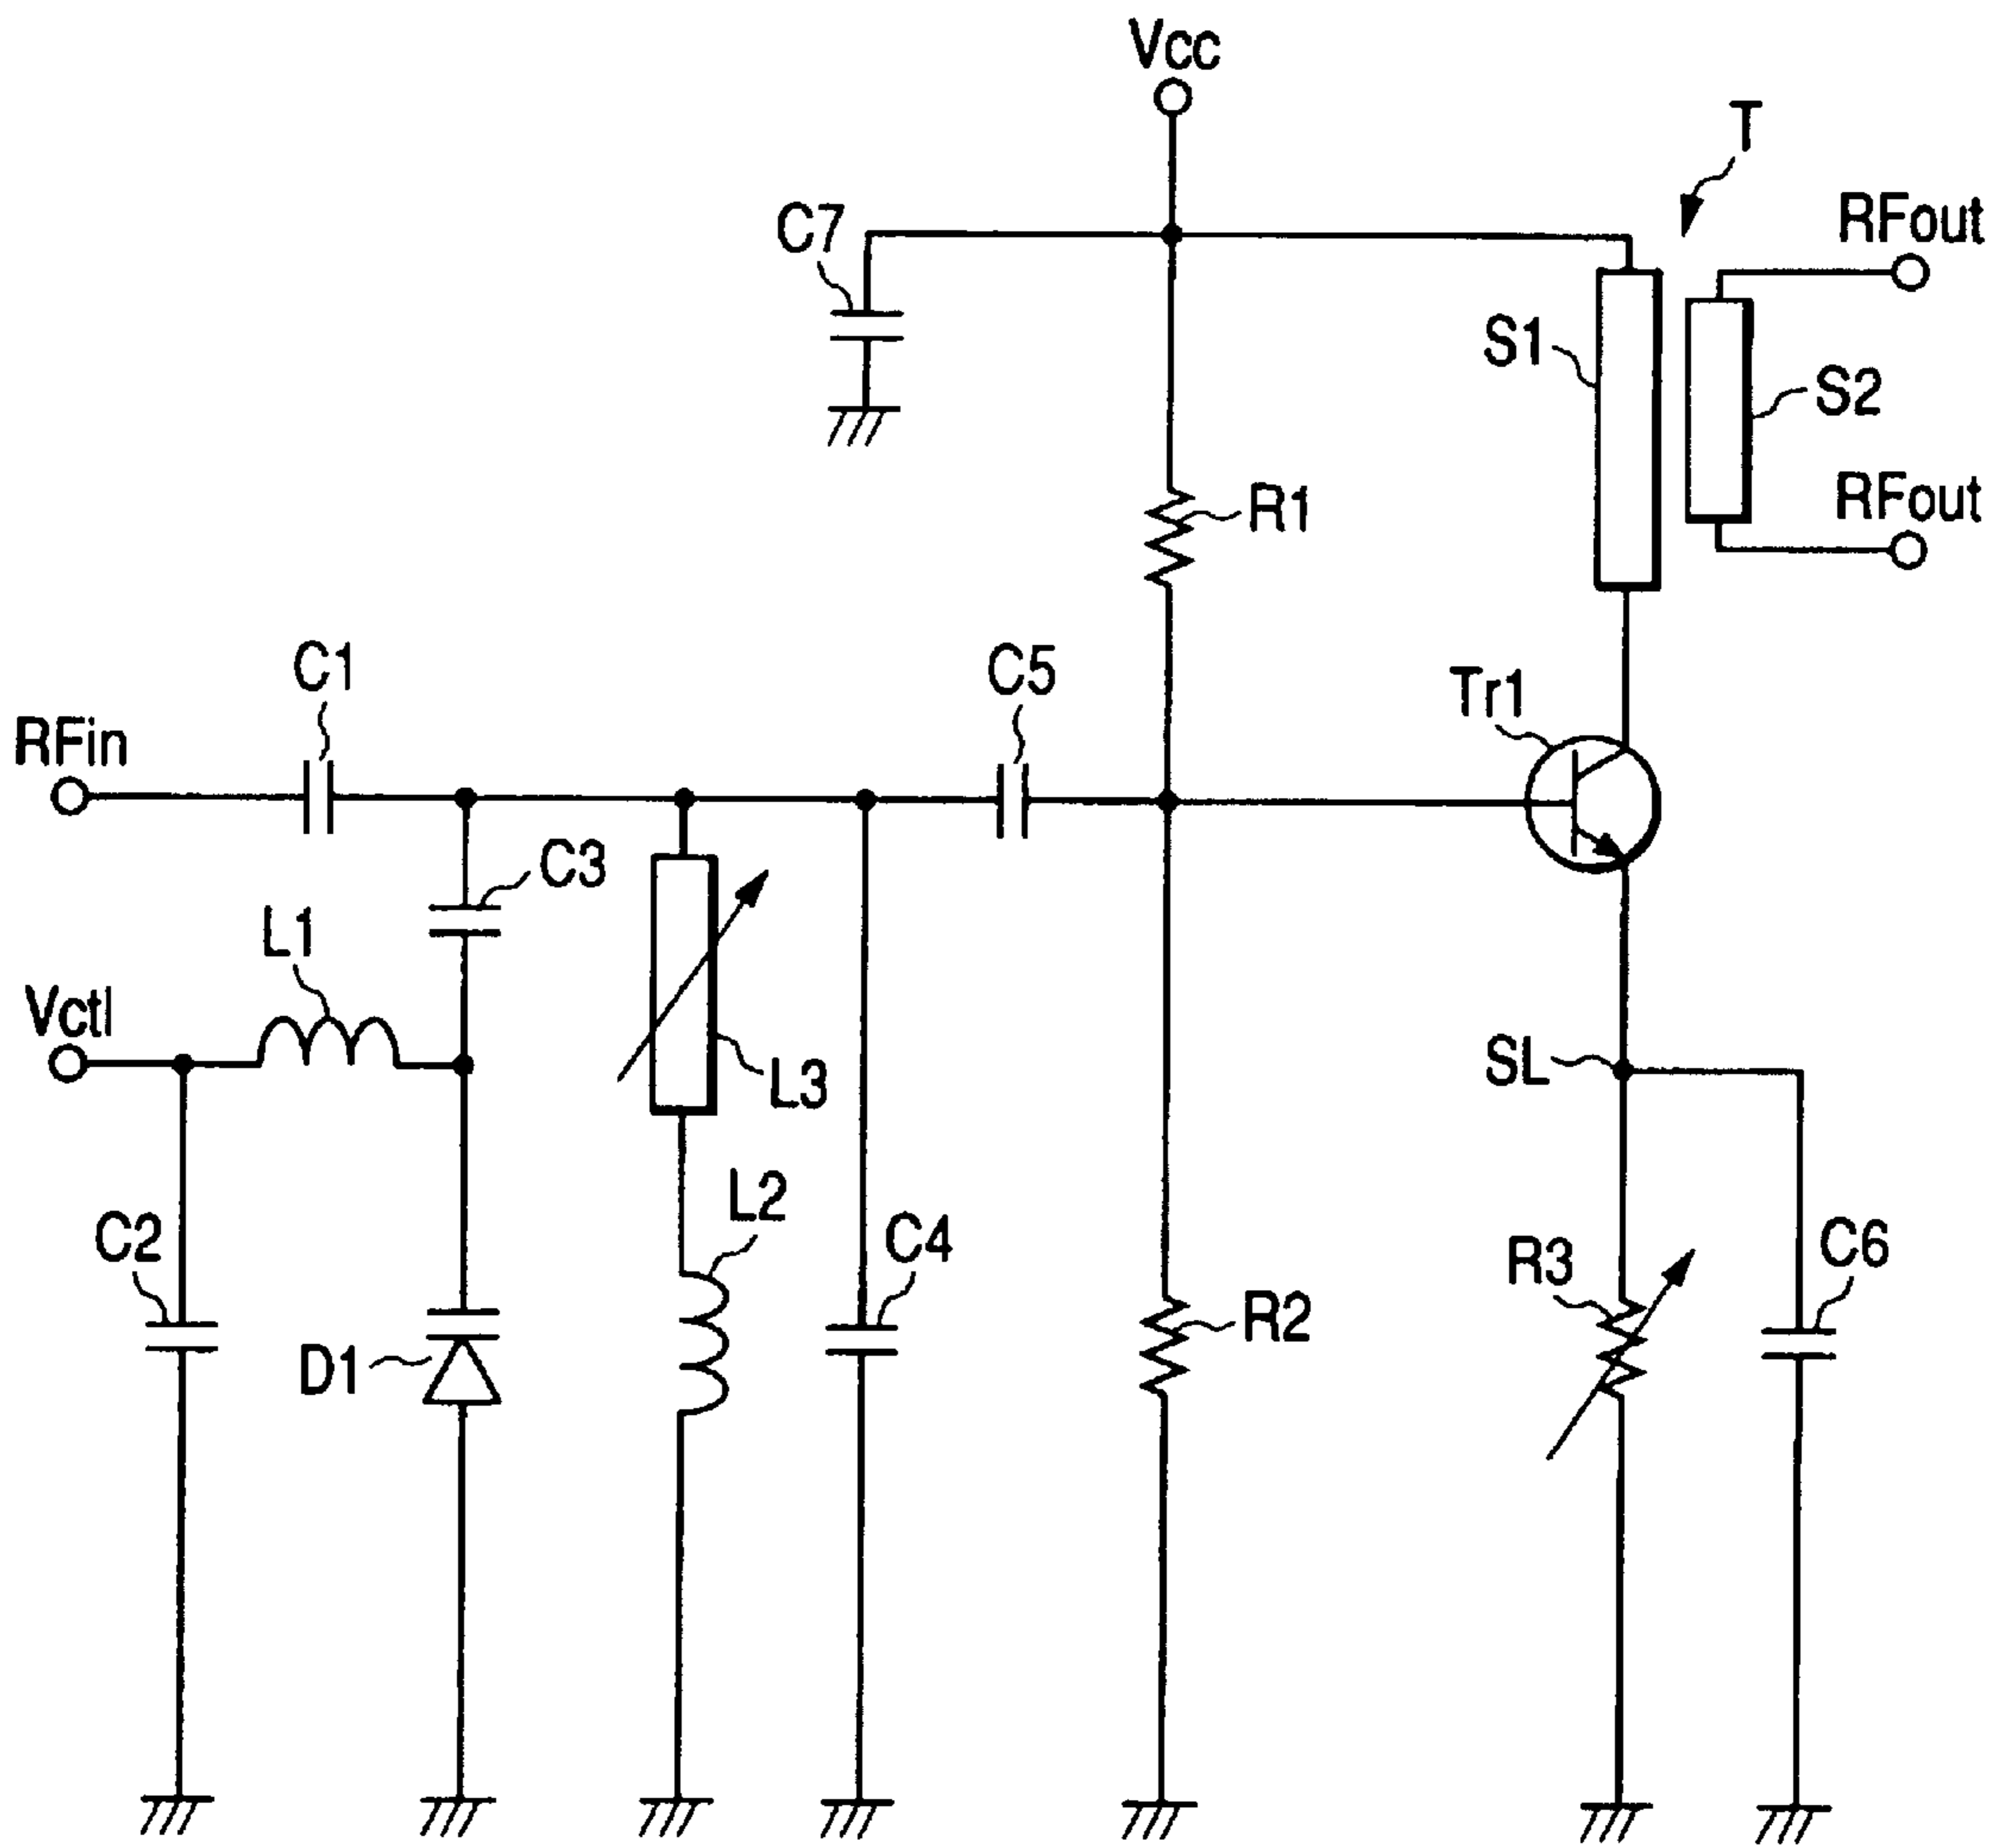 Vcc
T
C7
RFout
S1
S2
RFout
R1
C1
C5
Tr1
RFin
C3
L1
Vctl
L3
SL
L2
C2
C4
R3
C6
R2
D1